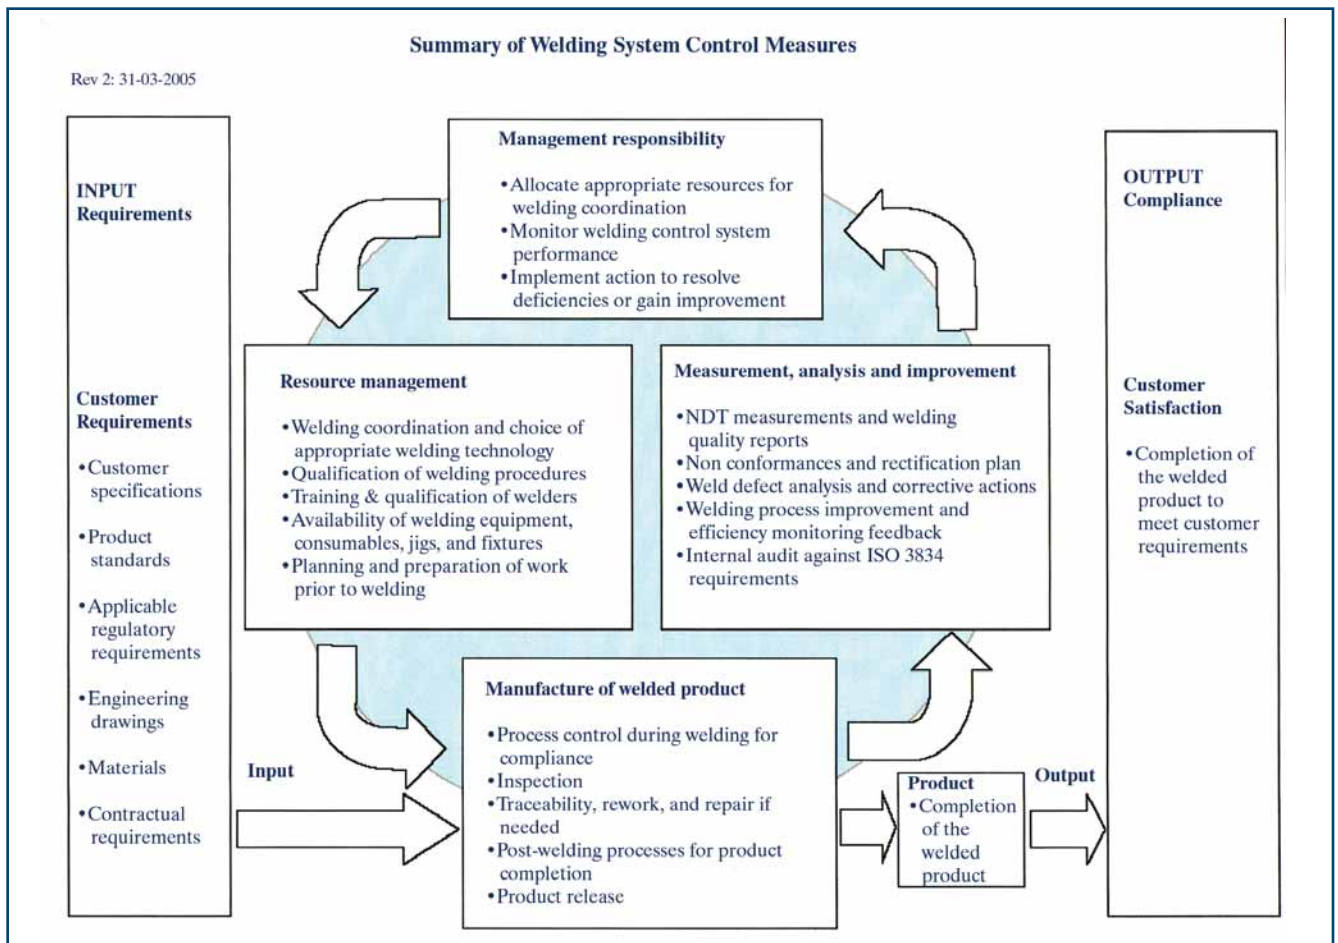 Summary of Welding System Control Measures
Rev 2: 31-03-2005
INPUT
Requirements
Customer
Requirements
•Customer
specifications
•Product
standards
•Applicable
regulatory
requirements
•Engineering
drawings
•Materials
•Contractual
requirements
Management responsibility
•Allocate appropriate resources for
welding coordination
•Monitor welding control system
performance
•Implement action to resolve
deficiencies or gain improvement
Resource management
•Welding coordination and choice of
appropriate welding technology
•Qualification of welding procedures
•Training & qualification of welders
•Availability of welding equipment,
consumables, jigs, and fixtures
•Planning and preparation of work
prior to welding
Measurement, analysis and improvement
•NDT measurements and welding
quality reports
•Non conformances and rectification plan
•Weld defect analysis and corrective actions
•Welding process improvement and
efficiency monitoring feedback
•Internal audit against ISO 3834
requirements
Input
Manufacture of welded product
•Process control during welding for
compliance
•Inspection
•Traceability, rework, and repair if
needed
•Post-welding processes for product
completion
•Product release
Product
•Completion
of the
welded
product
Output
OUTPUT
Compliance
Customer
Satisfaction
•Completion of
the welded
product to
meet customer
requirements